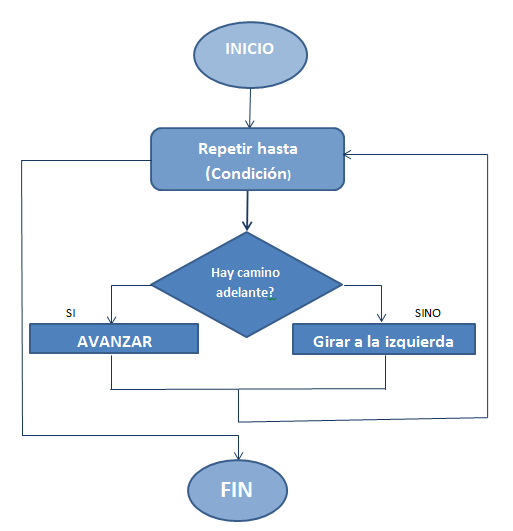 INICIO
Repetir hasta
(Condición)
Hay camino
adelante?
SI
SINO
AVANZAR
Girar a la izquierda
FIN